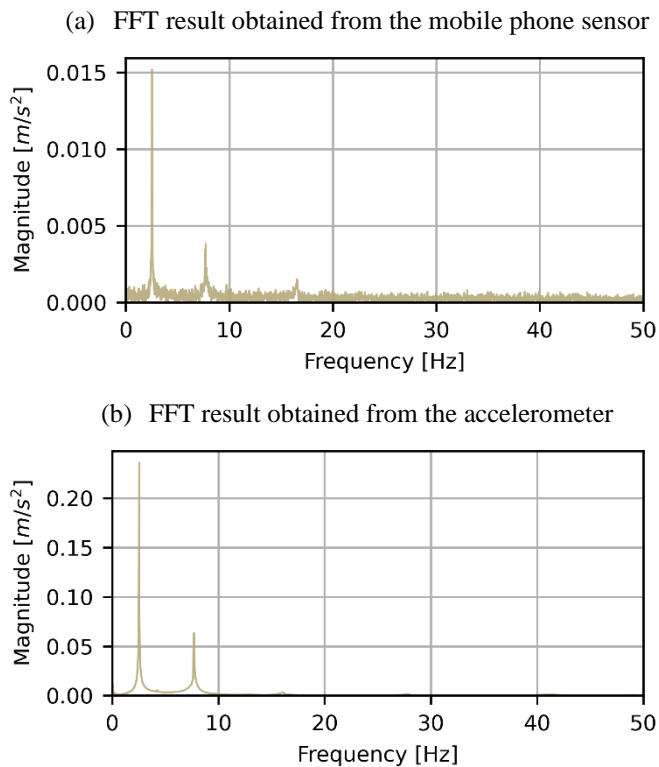 (a) FFT result obtained from the mobile phone sensor
0.015
0.010
0.005
0.000
Magnitude [m/s²]
0 10 20 30 40 50
Frequency [Hz]
(b) FFT result obtained from the accelerometer
0.20
0.15
0.10
0.05
0.00
Magnitude [m/s²]
0 10 20 30 40 50
Frequency [Hz]